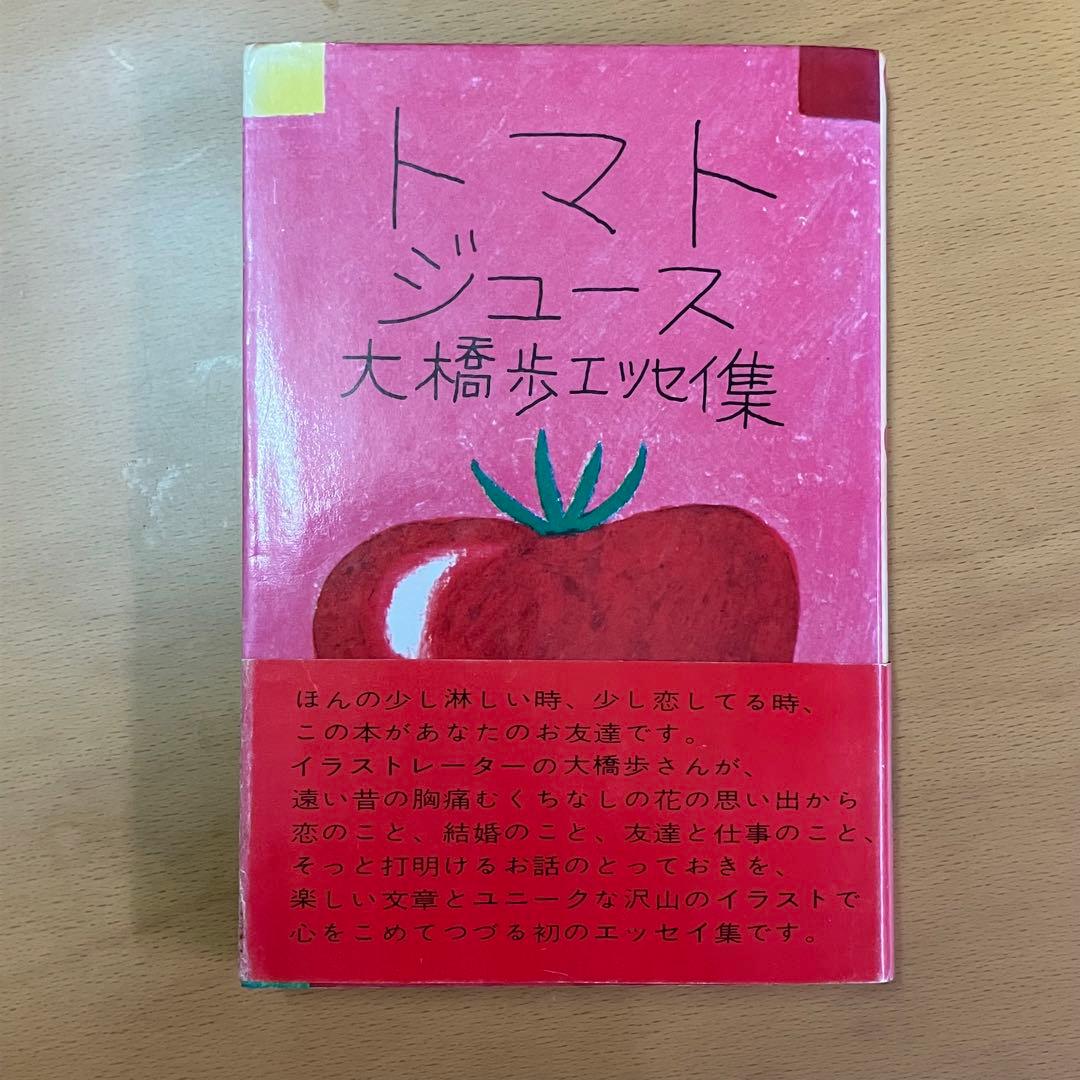 トマト
ジュース
大橋歩エッセイ集
ほんの少し淋しい時、少し恋してる時、
この本があなたのお友達です。
イラストレーターの大橋歩さんが、
遠い昔の胸痛むくちなしの花の思い出から
恋のこと、結婚のこと、友達と仕事のこと、
そっと打明けるお話のとっておきを、
楽しい文章とユニークな沢山のイラストで
心をこめてつづる初のエッセイ集です。